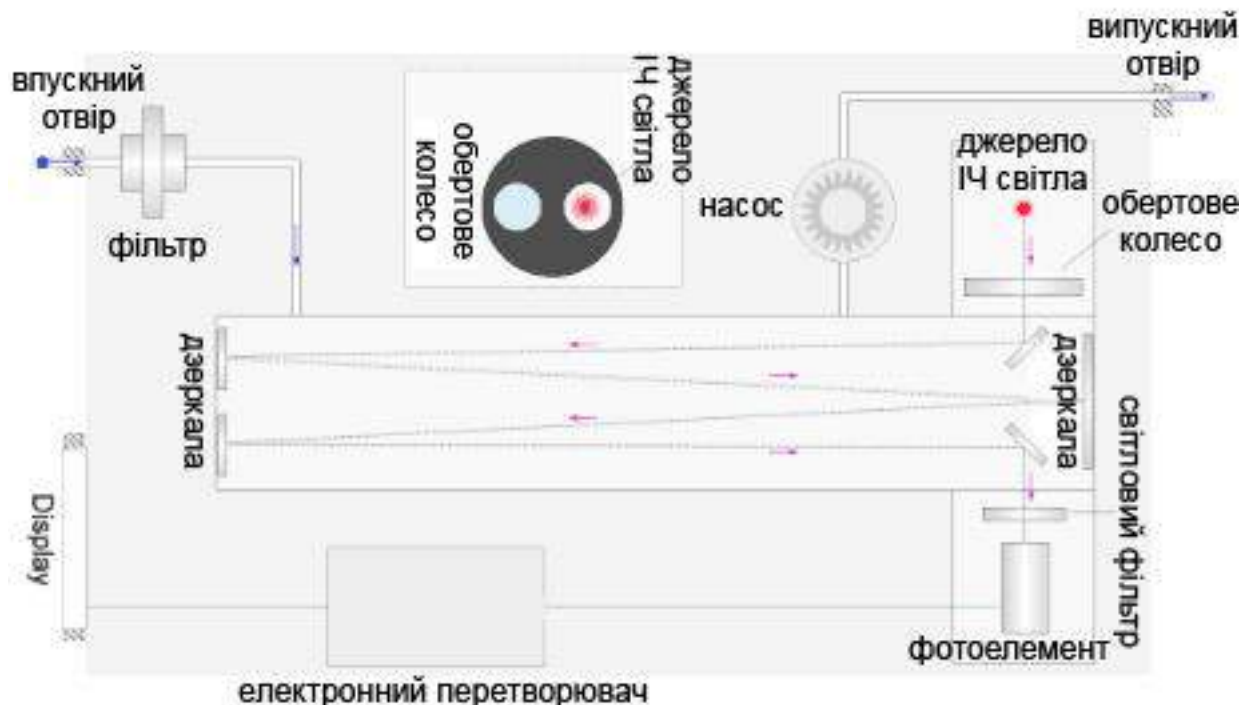 впускний
отвір
фільтр
джерело
ІЧ світла
обертове
колесо
насос
випускний
отвір
джерело
ІЧ світла
обертове
колесо
дзеркала
дзеркала
дзеркала
світловий фільтр
Display
фотоелемент
електронний перетворювач